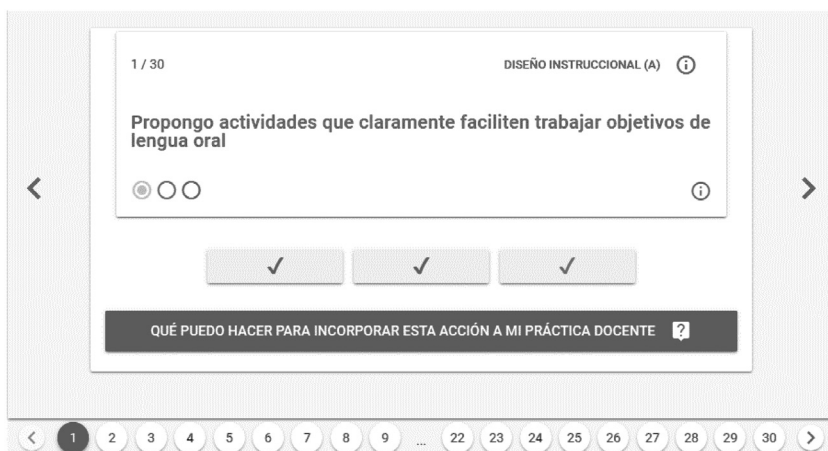 1 / 30 DISEÑO INSTRUCCIONAL (A)
Propongo actividades que claramente faciliten trabajar objetivos de
lengua oral
QUÉ PUEDO HACER PARA INCORPORAR ESTA ACCIÓN A MI PRÁCTICA DOCENTE
1 2 3 4 5 6 7 8 9 ... 22 23 24 25 26 27 28 29 30